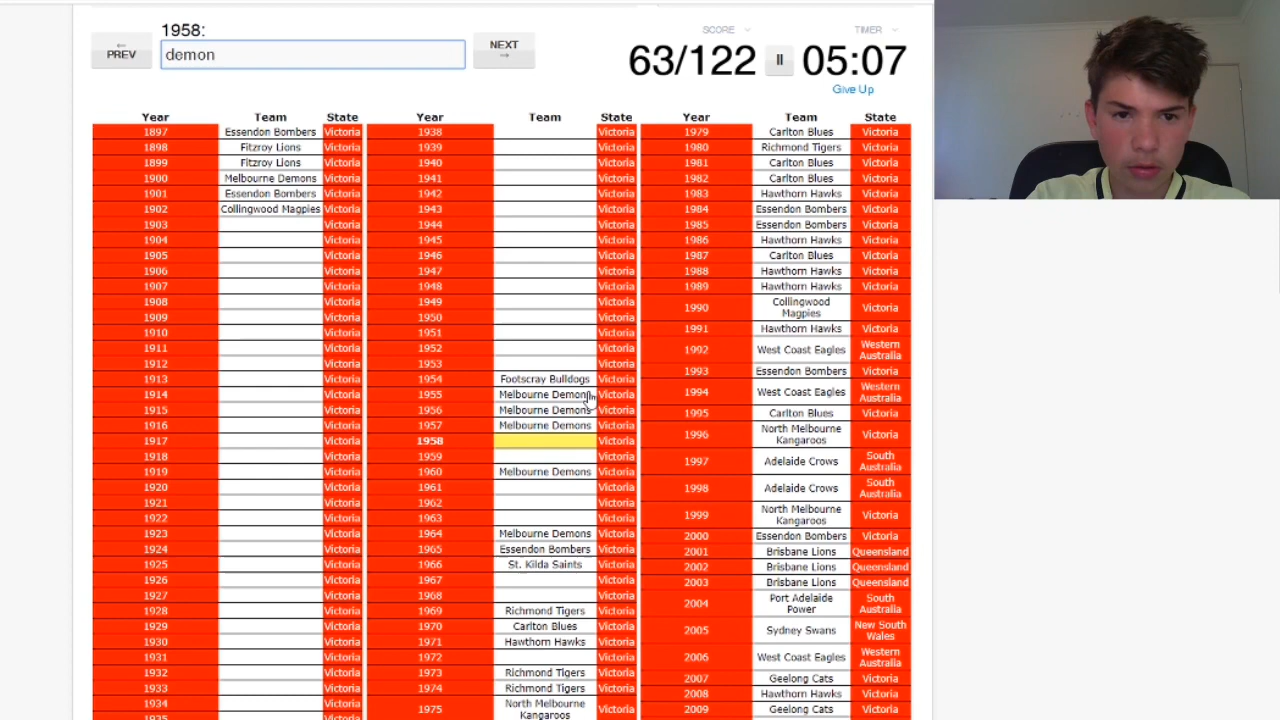 1958:
← PREV
demon
NEXT →
SCORE
63/122
II
TIMER
05:07
Give Up
Year Team State Year Team State Year Team State
1897 Essendon Bombers Victoria 1938 Victoria 1979 Carlton Blues Victoria
1898 Fitzroy Lions Victoria 1939 Victoria 1980 Richmond Tigers Victoria
1899 Fitzroy Lions Victoria 1940 Victoria 1981 Carlton Blues Victoria
1900 Melbourne Demons Victoria 1941 Victoria 1982 Carlton Blues Victoria
1901 Essendon Bombers Victoria 1942 Victoria 1983 Hawthorn Hawks Victoria
1902 Collingwood Magpies Victoria 1943 Victoria 1984 Essendon Bombers Victoria
1903 Victoria 1944 Victoria 1985 Essendon Bombers Victoria
1904 Victoria 1945 Victoria 1986 Hawthorn Hawks Victoria
1905 Victoria 1946 Victoria 1987 Carlton Blues Victoria
1906 Victoria 1947 Victoria 1988 Hawthorn Hawks Victoria
1907 Victoria 1948 Victoria 1989 Hawthorn Hawks Victoria
1908 Victoria 1949 Victoria 1990 Collingwood Magpies Victoria
1909 Victoria 1950 Victoria 1991 Hawthorn Hawks Victoria
1910 Victoria 1951 Victoria 1992 West Coast Eagles Western Australia
1911 Victoria 1952 Victoria 1993 Essendon Bombers Victoria
1912 Victoria 1953 Victoria 1994 West Coast Eagles Western Australia
1913 Victoria 1954 Footscray Bulldogs Victoria 1995 Carlton Blues Victoria
1914 Victoria 1955 Melbourne Demons Victoria 1996 North Melbourne Kangaroos Victoria
1915 Victoria 1956 Melbourne Demons Victoria 1997 Adelaide Crows South Australia
1916 Victoria 1957 Melbourne Demons Victoria 1998 Adelaide Crows South Australia
1917 Victoria 1958 Victoria 1999 North Melbourne Kangaroos Victoria
1918 Victoria 1959 Victoria 2000 Essendon Bombers Victoria
1919 Victoria 1960 Melbourne Demons Victoria 2001 Brisbane Lions Queensland
1920 Victoria 1961 Victoria 2002 Brisbane Lions Queensland
1921 Victoria 1962 Victoria 2003 Brisbane Lions Queensland
1922 Victoria 1963 Victoria 2004 Port Adelaide Power South Australia
1923 Victoria 1964 Melbourne Demons Victoria 2005 Sydney Swans New South Wales
1924 Victoria 1965 Essendon Bombers Victoria 2006 West Coast Eagles Western Australia
1925 Victoria 1966 St. Kilda Saints Victoria 2007 Geelong Cats Victoria
1926 Victoria 1967 Victoria 2008 Hawthorn Hawks Victoria
1927 Victoria 1968 Victoria 2009 Geelong Cats Victoria
1928 Victoria 1969 Richmond Tigers Victoria
1929 Victoria 1970 Carlton Blues Victoria
1930 Victoria 1971 Hawthorn Hawks Victoria
1931 Victoria 1972 Victoria
1932 Victoria 1973 Richmond Tigers Victoria
1933 Victoria 1974 Richmond Tigers Victoria
1934 Victoria 1975 North Melbourne Kangaroos Victoria
1935 Victoria